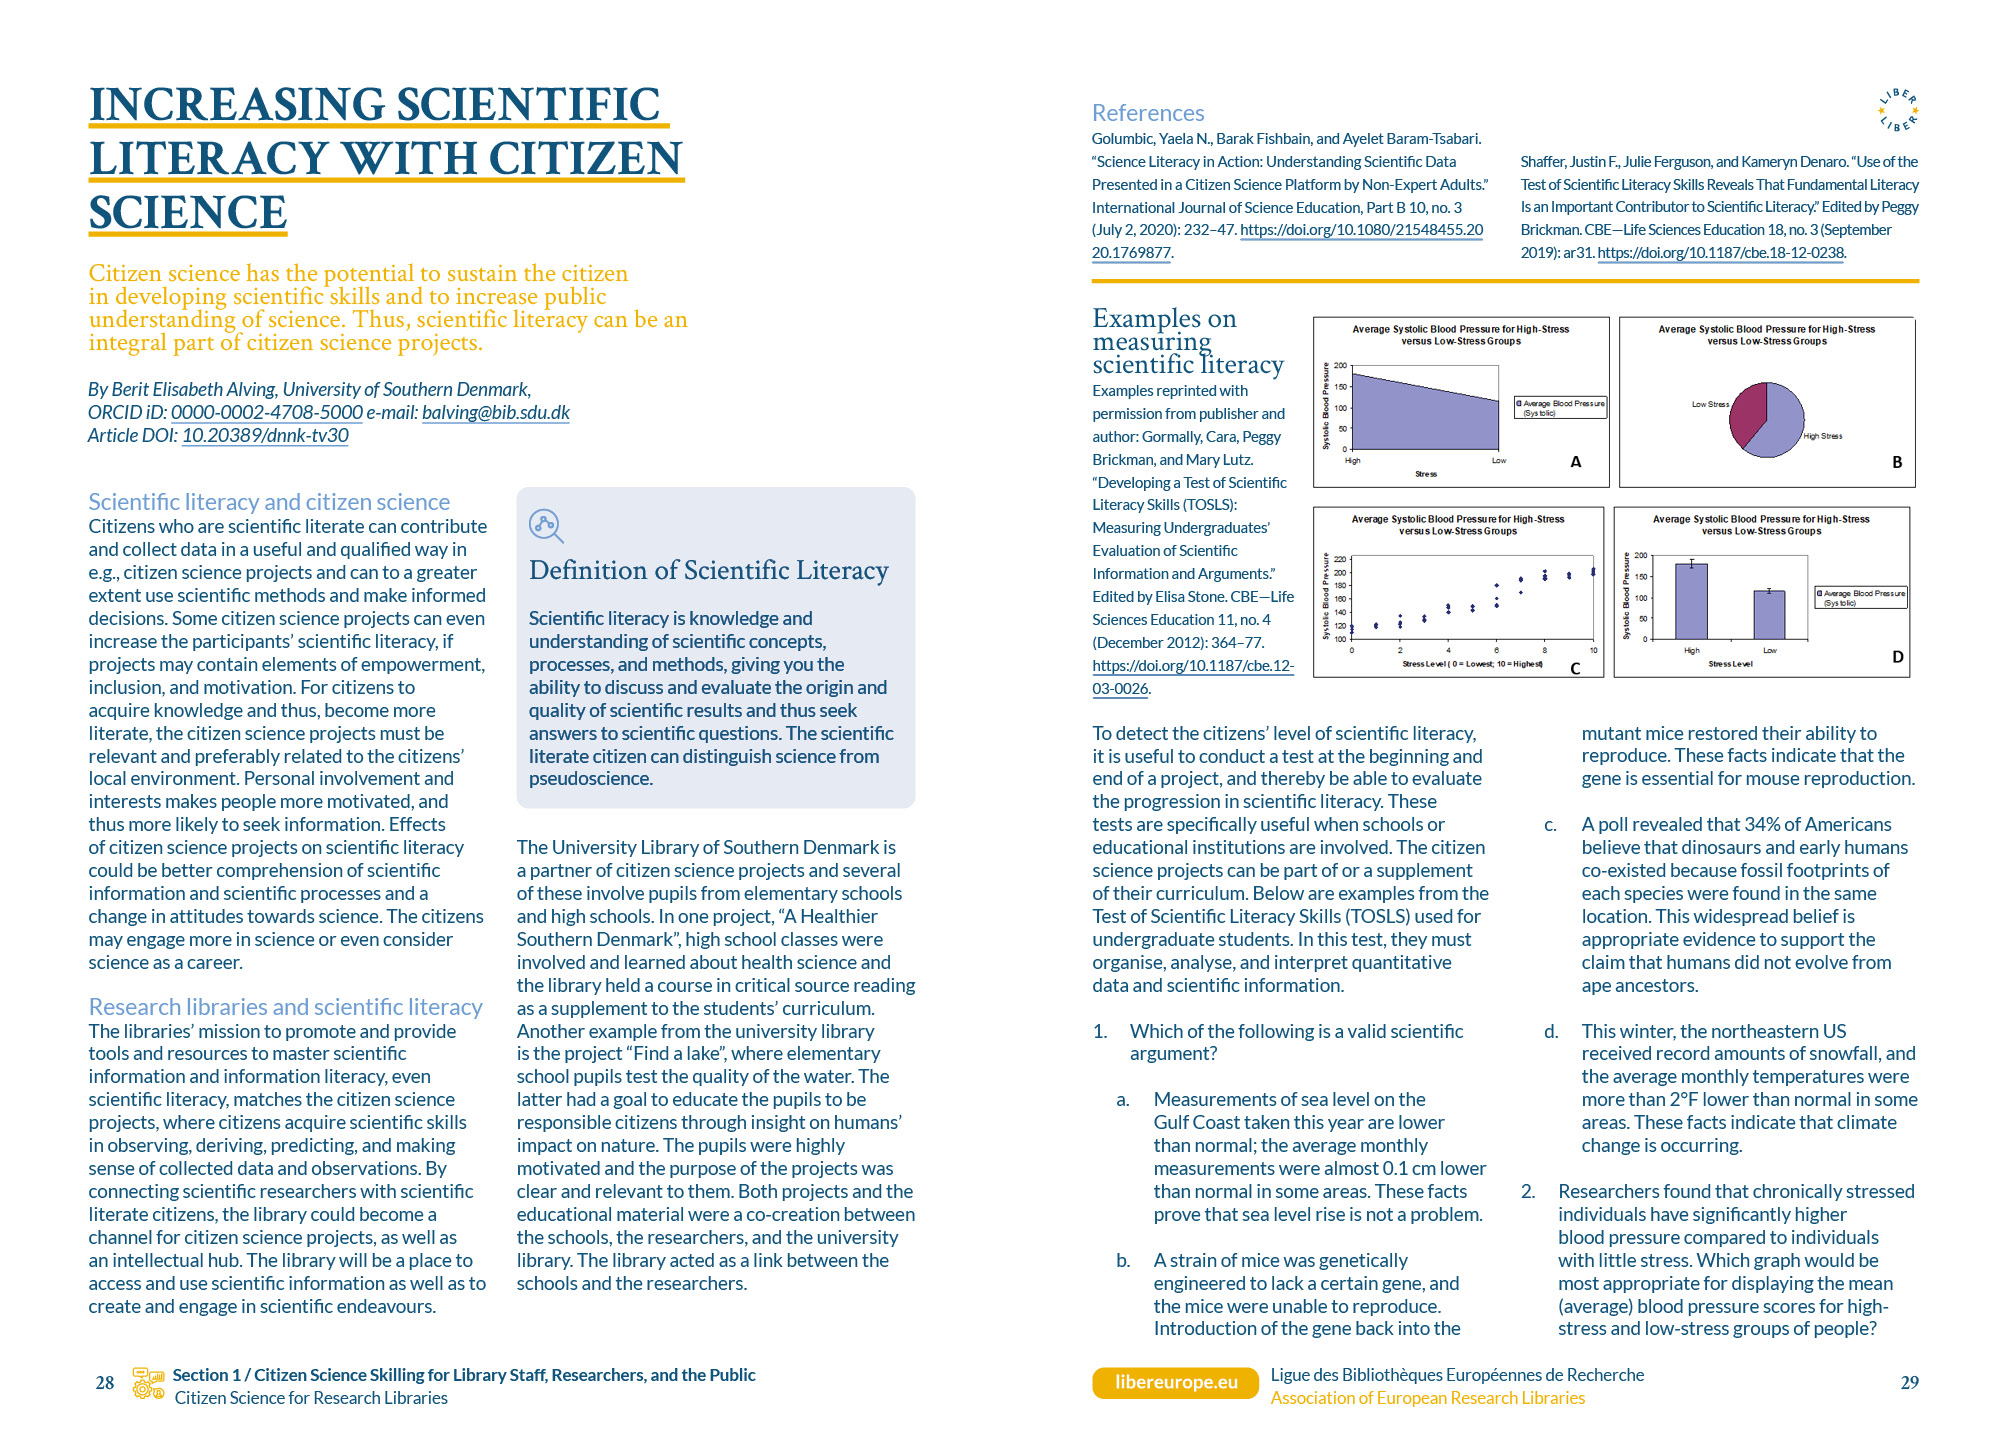 INCREASING SCIENTIFIC
LITERACY WITH CITIZEN
SCIENCE
Citizen science has the potential to sustain the citizen
in developing scientific skills and to increase public
understanding of science. Thus, scientific literacy can be an
integral part of citizen science projects.
By Berit Elisabeth Alving, University of Southern Denmark,
ORCID iD: 0000-0002-4708-5000 e-mail: balving@bib.sdu.dk
Article DOI: 10.20389/dnnk-tv30
Scientific literacy and citizen science
Citizens who are scientific literate can contribute
and collect data in a useful and qualified way in
e.g., citizen science projects and can to a greater
extent use scientific methods and make informed
decisions. Some citizen science projects can even
increase the participants’ scientific literacy, if
projects may contain elements of empowerment,
inclusion, and motivation. For citizens to
acquire knowledge and thus, become more
literate, the citizen science projects must be
relevant and preferably related to the citizens’
local environment. Personal involvement and
interests makes people more motivated, and
thus more likely to seek information. Effects
of citizen science projects on scientific literacy
could be better comprehension of scientific
information and scientific processes and a
change in attitudes towards science. The citizens
may engage more in science or even consider
science as a career.
Research libraries and scientific literacy
The libraries’ mission to promote and provide
tools and resources to master scientific
information and information literacy, even
scientific literacy, matches the citizen science
projects, where citizens acquire scientific skills
in observing, deriving, predicting, and making
sense of collected data and observations. By
connecting scientific researchers with scientific
literate citizens, the library could become a
channel for citizen science projects, as well as
an intellectual hub. The library will be a place to
access and use scientific information as well as to
create and engage in scientific endeavours.
Definition of Scientific Literacy
Scientific literacy is knowledge and
understanding of scientific concepts,
processes, and methods, giving you the
ability to discuss and evaluate the origin and
quality of scientific results and thus seek
answers to scientific questions. The scientific
literate citizen can distinguish science from
pseudoscience.
The University Library of Southern Denmark is
a partner of citizen science projects and several
of these involve pupils from elementary schools
and high schools. In one project, “A Healthier
Southern Denmark”, high school classes were
involved and learned about health science and
the library held a course in critical source reading
as a supplement to the students’ curriculum.
Another example from the university library
is the project “Find a lake”, where elementary
school pupils test the quality of the water. The
latter had a goal to educate the pupils to be
responsible citizens through insight on humans’
impact on nature. The pupils were highly
motivated and the purpose of the projects was
clear and relevant to them. Both projects and the
educational material were a co-creation between
the schools, the researchers, and the university
library. The library acted as a link between the
schools and the researchers.
28
Section 1 / Citizen Science Skilling for Library Staff, Researchers, and the Public
Citizen Science for Research Libraries
LIBER
LIBER
References
Golumbic, Yaela N., Barak Fishbain, and Ayelet Baram-Tsabari.
“Science Literacy in Action: Understanding Scientific Data
Presented in a Citizen Science Platform by Non-Expert Adults.”
International Journal of Science Education, Part B 10, no. 3
(July 2, 2020): 232–47. https://doi.org/10.1080/21548455.20
20.1769877.
Shaffer, Justin F., Julie Ferguson, and Kameryn Denaro. “Use of the
Test of Scientific Literacy Skills Reveals That Fundamental Literacy
Is an Important Contributor to Scientific Literacy.” Edited by Peggy
Brickman. CBE—Life Sciences Education 18, no. 3 (September
2019): ar31. https://doi.org/10.1187/cbe.18-12-0238.
Examples on
measuring
scientific literacy
Examples reprinted with
permission from publisher and
author: Gormally, Cara, Peggy
Brickman, and Mary Lutz.
“Developing a Test of Scientific
Literacy Skills (TOSLS):
Measuring Undergraduates’
Evaluation of Scientific
Information and Arguments.”
Edited by Elisa Stone. CBE—Life
Sciences Education 11, no. 4
(December 2012): 364–77.
https://doi.org/10.1187/cbe.12-
03-0026.
Average Systolic Blood Pressure for High-Stress
versus Low-Stress Groups
Systolic Blood Pressure
200
150
100
50
0
High
Low
Stress
Average Blood Pressure
(Systolic)
A
Average Systolic Blood Pressure for High-Stress
versus Low-Stress Groups
Low Stress
High Stress
B
Average Systolic Blood Pressure for High-Stress
versus Low-Stress Groups
Systolic Blood Pressure
220
200
180
160
140
120
100
0 2 4 6 8 10
Stress Level ( 0 = Lowest; 10 = Highest)
C
Average Systolic Blood Pressure for High-Stress
versus Low-Stress Groups
Systolic Blood Pressure
200
150
100
50
0
High
Low
Stress Level
Average Blood Pressure
(Systolic)
D
To detect the citizens’ level of scientific literacy,
it is useful to conduct a test at the beginning and
end of a project, and thereby be able to evaluate
the progression in scientific literacy. These
tests are specifically useful when schools or
educational institutions are involved. The citizen
science projects can be part of or a supplement
of their curriculum. Below are examples from the
Test of Scientific Literacy Skills (TOSLS) used for
undergraduate students. In this test, they must
organise, analyse, and interpret quantitative
data and scientific information.
1. Which of the following is a valid scientific
argument?
a. Measurements of sea level on the
Gulf Coast taken this year are lower
than normal; the average monthly
measurements were almost 0.1 cm lower
than normal in some areas. These facts
prove that sea level rise is not a problem.
b. A strain of mice was genetically
engineered to lack a certain gene, and
the mice were unable to reproduce.
Introduction of the gene back into the
mutant mice restored their ability to
reproduce. These facts indicate that the
gene is essential for mouse reproduction.
c. A poll revealed that 34% of Americans
believe that dinosaurs and early humans
co-existed because fossil footprints of
each species were found in the same
location. This widespread belief is
appropriate evidence to support the
claim that humans did not evolve from
ape ancestors.
d. This winter, the northeastern US
received record amounts of snowfall, and
the average monthly temperatures were
more than 2°F lower than normal in some
areas. These facts indicate that climate
change is occurring.
2. Researchers found that chronically stressed
individuals have significantly higher
blood pressure compared to individuals
with little stress. Which graph would be
most appropriate for displaying the mean
(average) blood pressure scores for high-
stress and low-stress groups of people?
libereurope.eu
Ligue des Bibliothèques Européennes de Recherche
Association of European Research Libraries
29